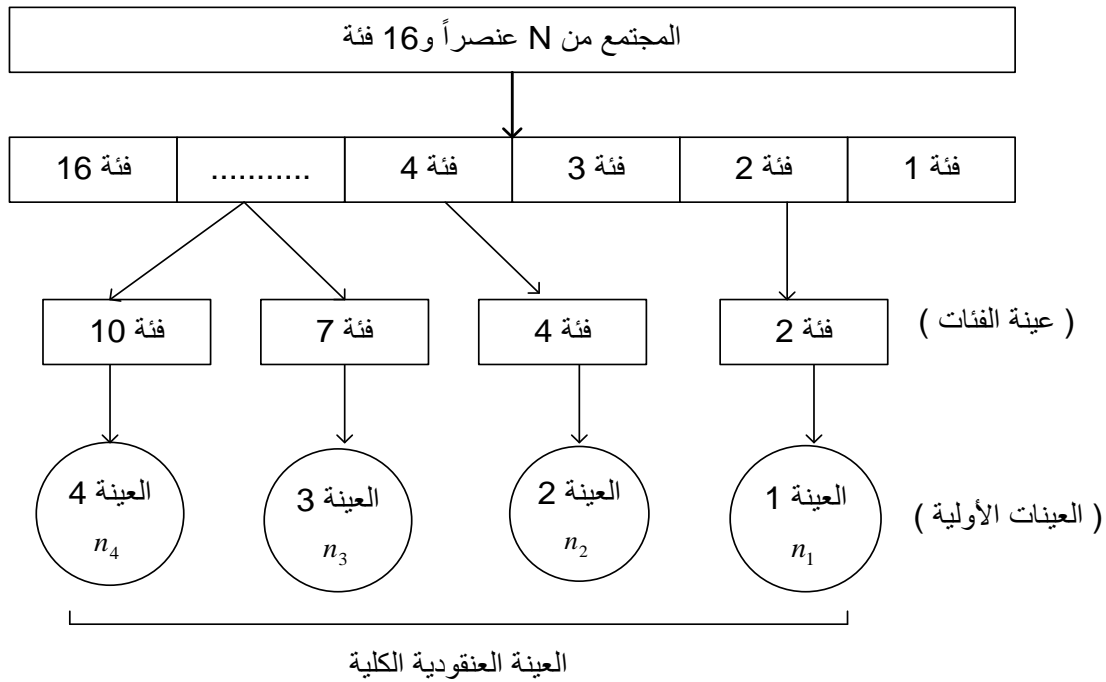 المجتمع من N عنصراً و16 فئة
فئة 1 فئة 2 فئة 3 فئة 4 ........... فئة 16
( عينة الفئات ) فئة 2 فئة 4 فئة 7 فئة 10
( العينات الأولية ) العينة 1 العينة 2 العينة 3 العينة 4
n₁ n₂ n₃ n₄
العينة العنقودية الكلية